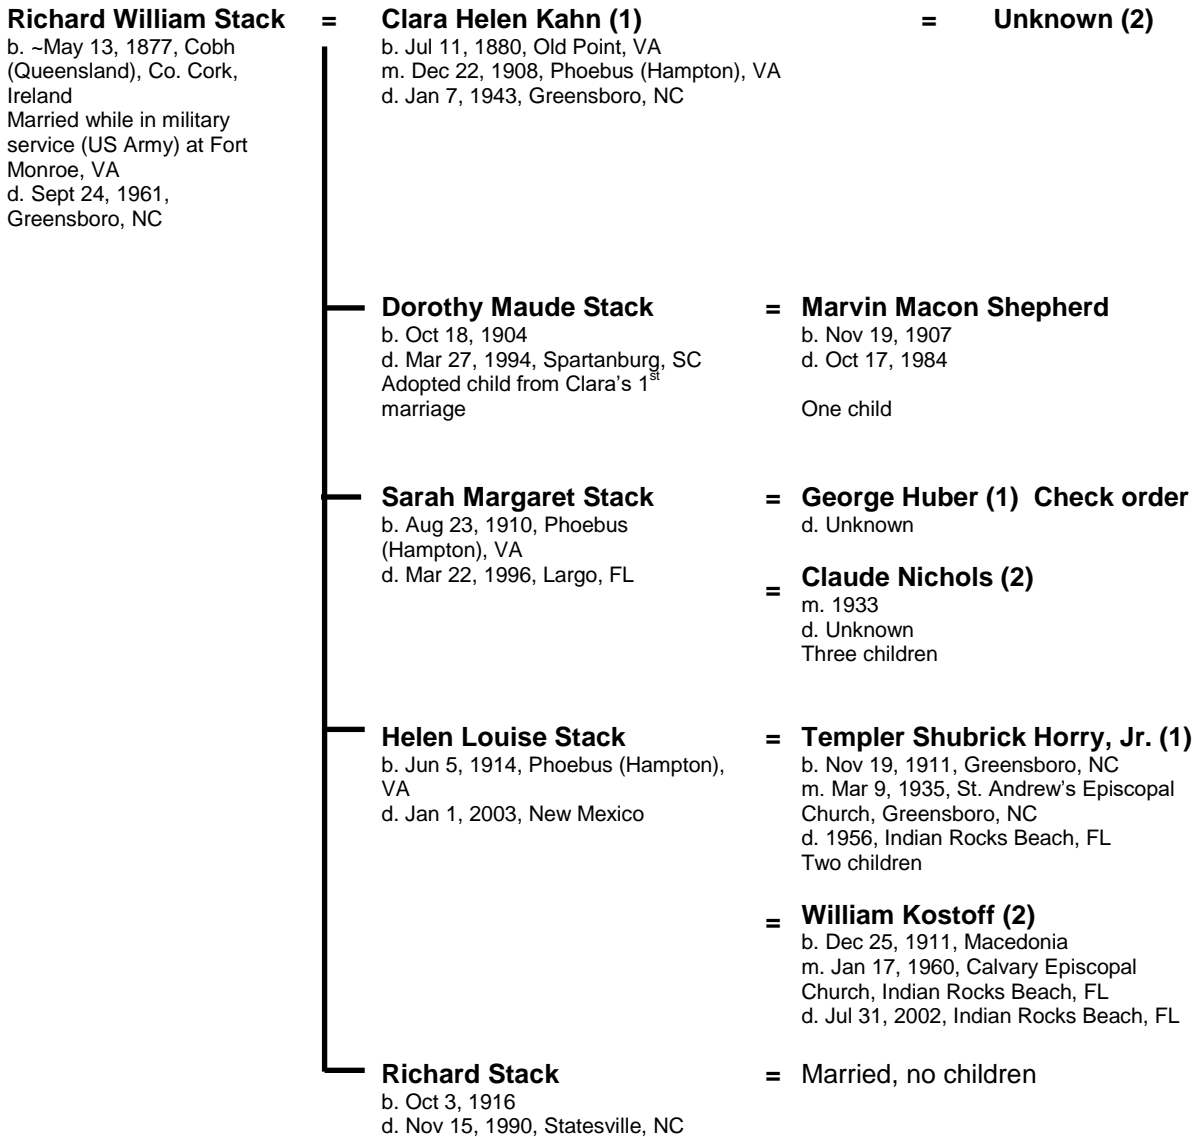 Richard William Stack = Clara Helen Kahn (1) = Unknown (2)
b. ~May 13, 1877, Cobh
(Queensland), Co. Cork,
Ireland
Married while in military
service (US Army) at Fort
Monroe, VA
d. Sept 24, 1961,
Greensboro, NC
b. Jul 11, 1880, Old Point, VA
m. Dec 22, 1908, Phoebus (Hampton), VA
d. Jan 7, 1943, Greensboro, NC
Dorothy Maude Stack = Marvin Macon Shepherd
b. Oct 18, 1904
d. Mar 27, 1994, Spartanburg, SC
Adopted child from Clara’s 1st
marriage
b. Nov 19, 1907
d. Oct 17, 1984
One child
Sarah Margaret Stack = George Huber (1) Check order
b. Aug 23, 1910, Phoebus
(Hampton), VA
d. Mar 22, 1996, Largo, FL
d. Unknown
= Claude Nichols (2)
m. 1933
d. Unknown
Three children
Helen Louise Stack = Templer Shubrick Horry, Jr. (1)
b. Jun 5, 1914, Phoebus (Hampton),
VA
d. Jan 1, 2003, New Mexico
b. Nov 19, 1911, Greensboro, NC
m. Mar 9, 1935, St. Andrew’s Episcopal
Church, Greensboro, NC
d. 1956, Indian Rocks Beach, FL
Two children
= William Kostoff (2)
b. Dec 25, 1911, Macedonia
m. Jan 17, 1960, Calvary Episcopal
Church, Indian Rocks Beach, FL
d. Jul 31, 2002, Indian Rocks Beach, FL
Richard Stack = Married, no children
b. Oct 3, 1916
d. Nov 15, 1990, Statesville, NC